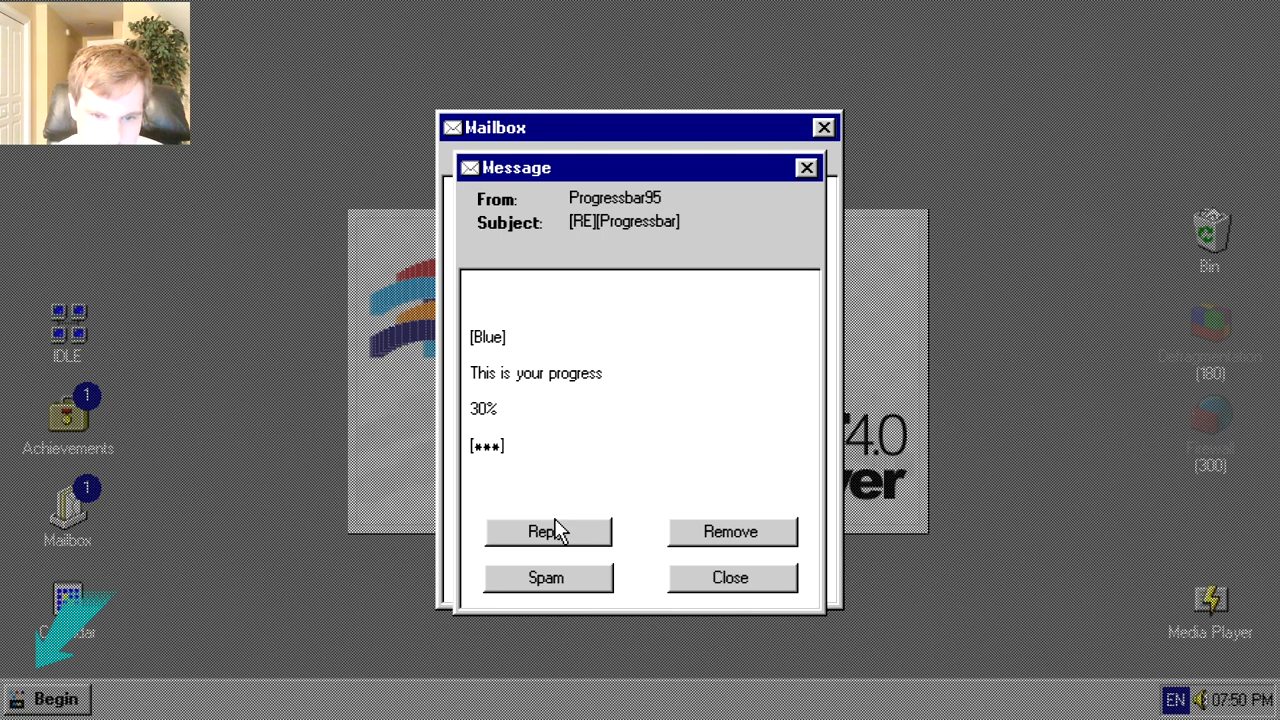 Mailbox
Message
From: Progressbar95
Subject: [RE][Progressbar]
[Blue]
This is your progress
30%
[***]
Remove
Spam
Close
IDLE
1
Achievements
1
Mailbox
Bin
(180)
(300)
4.0
Media Player
Begin
EN
07:50 PM